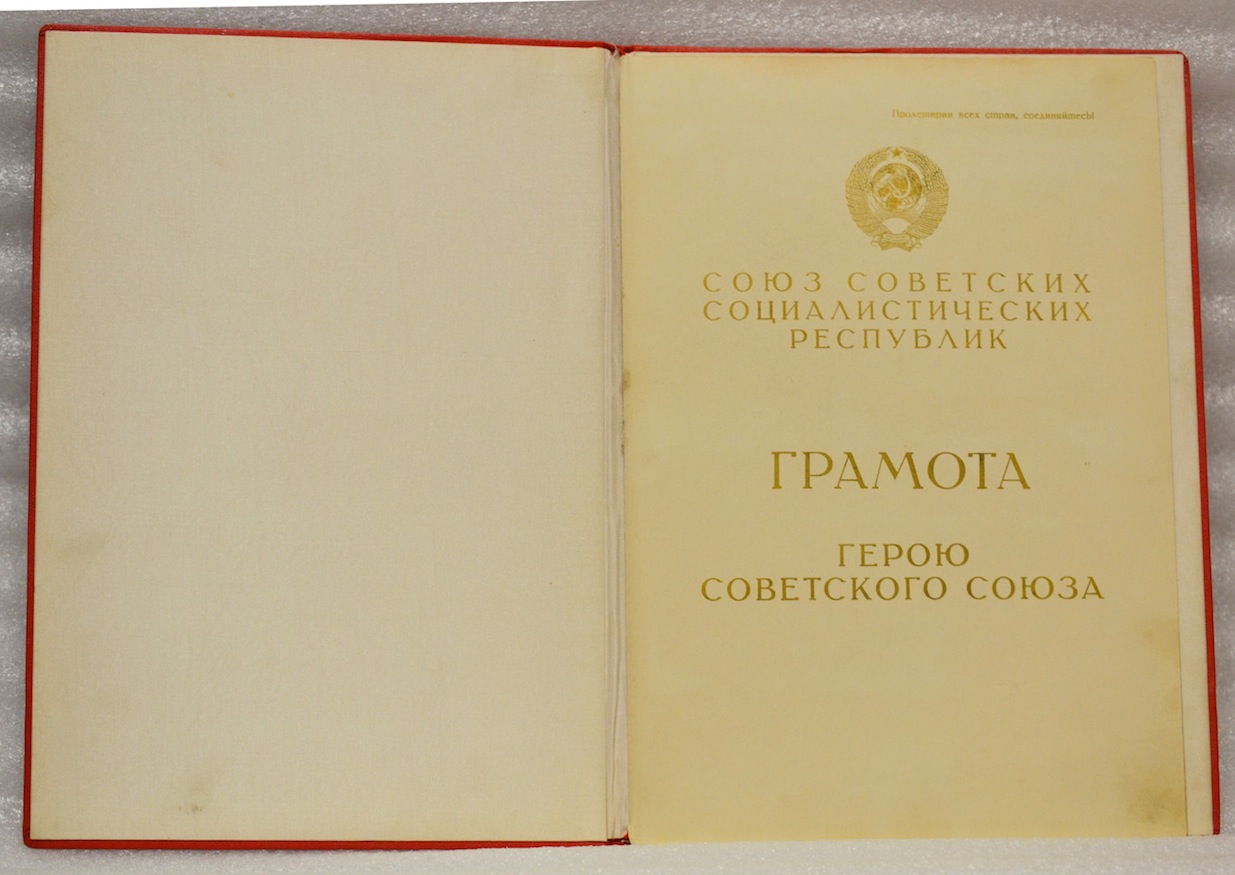 Пролетарии всех стран, соединяйтесь!
СОЮЗ СОВЕТСКИХ
СОЦИАЛИСТИЧЕСКИХ
РЕСПУБЛИК
ГРАМОТА
ГЕРОЮ
СОВЕТСКОГО СОЮЗА